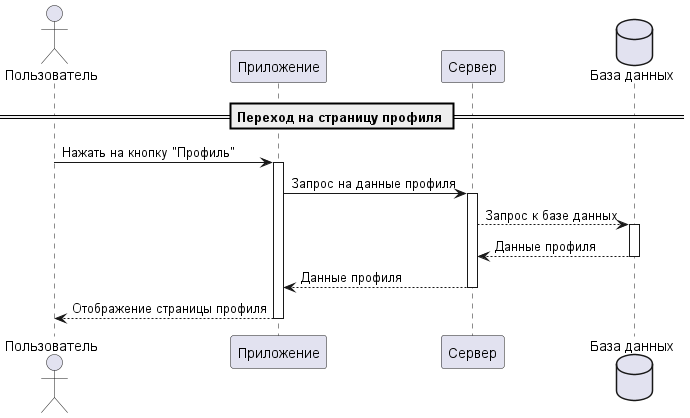 Пользователь
Приложение
Сервер
База данных
Переход на страницу профиля
Нажать на кнопку "Профиль"
Запрос на данные профиля
Запрос к базе данных
Данные профиля
Данные профиля
Отображение страницы профиля
Пользователь
Приложение
Сервер
База данных